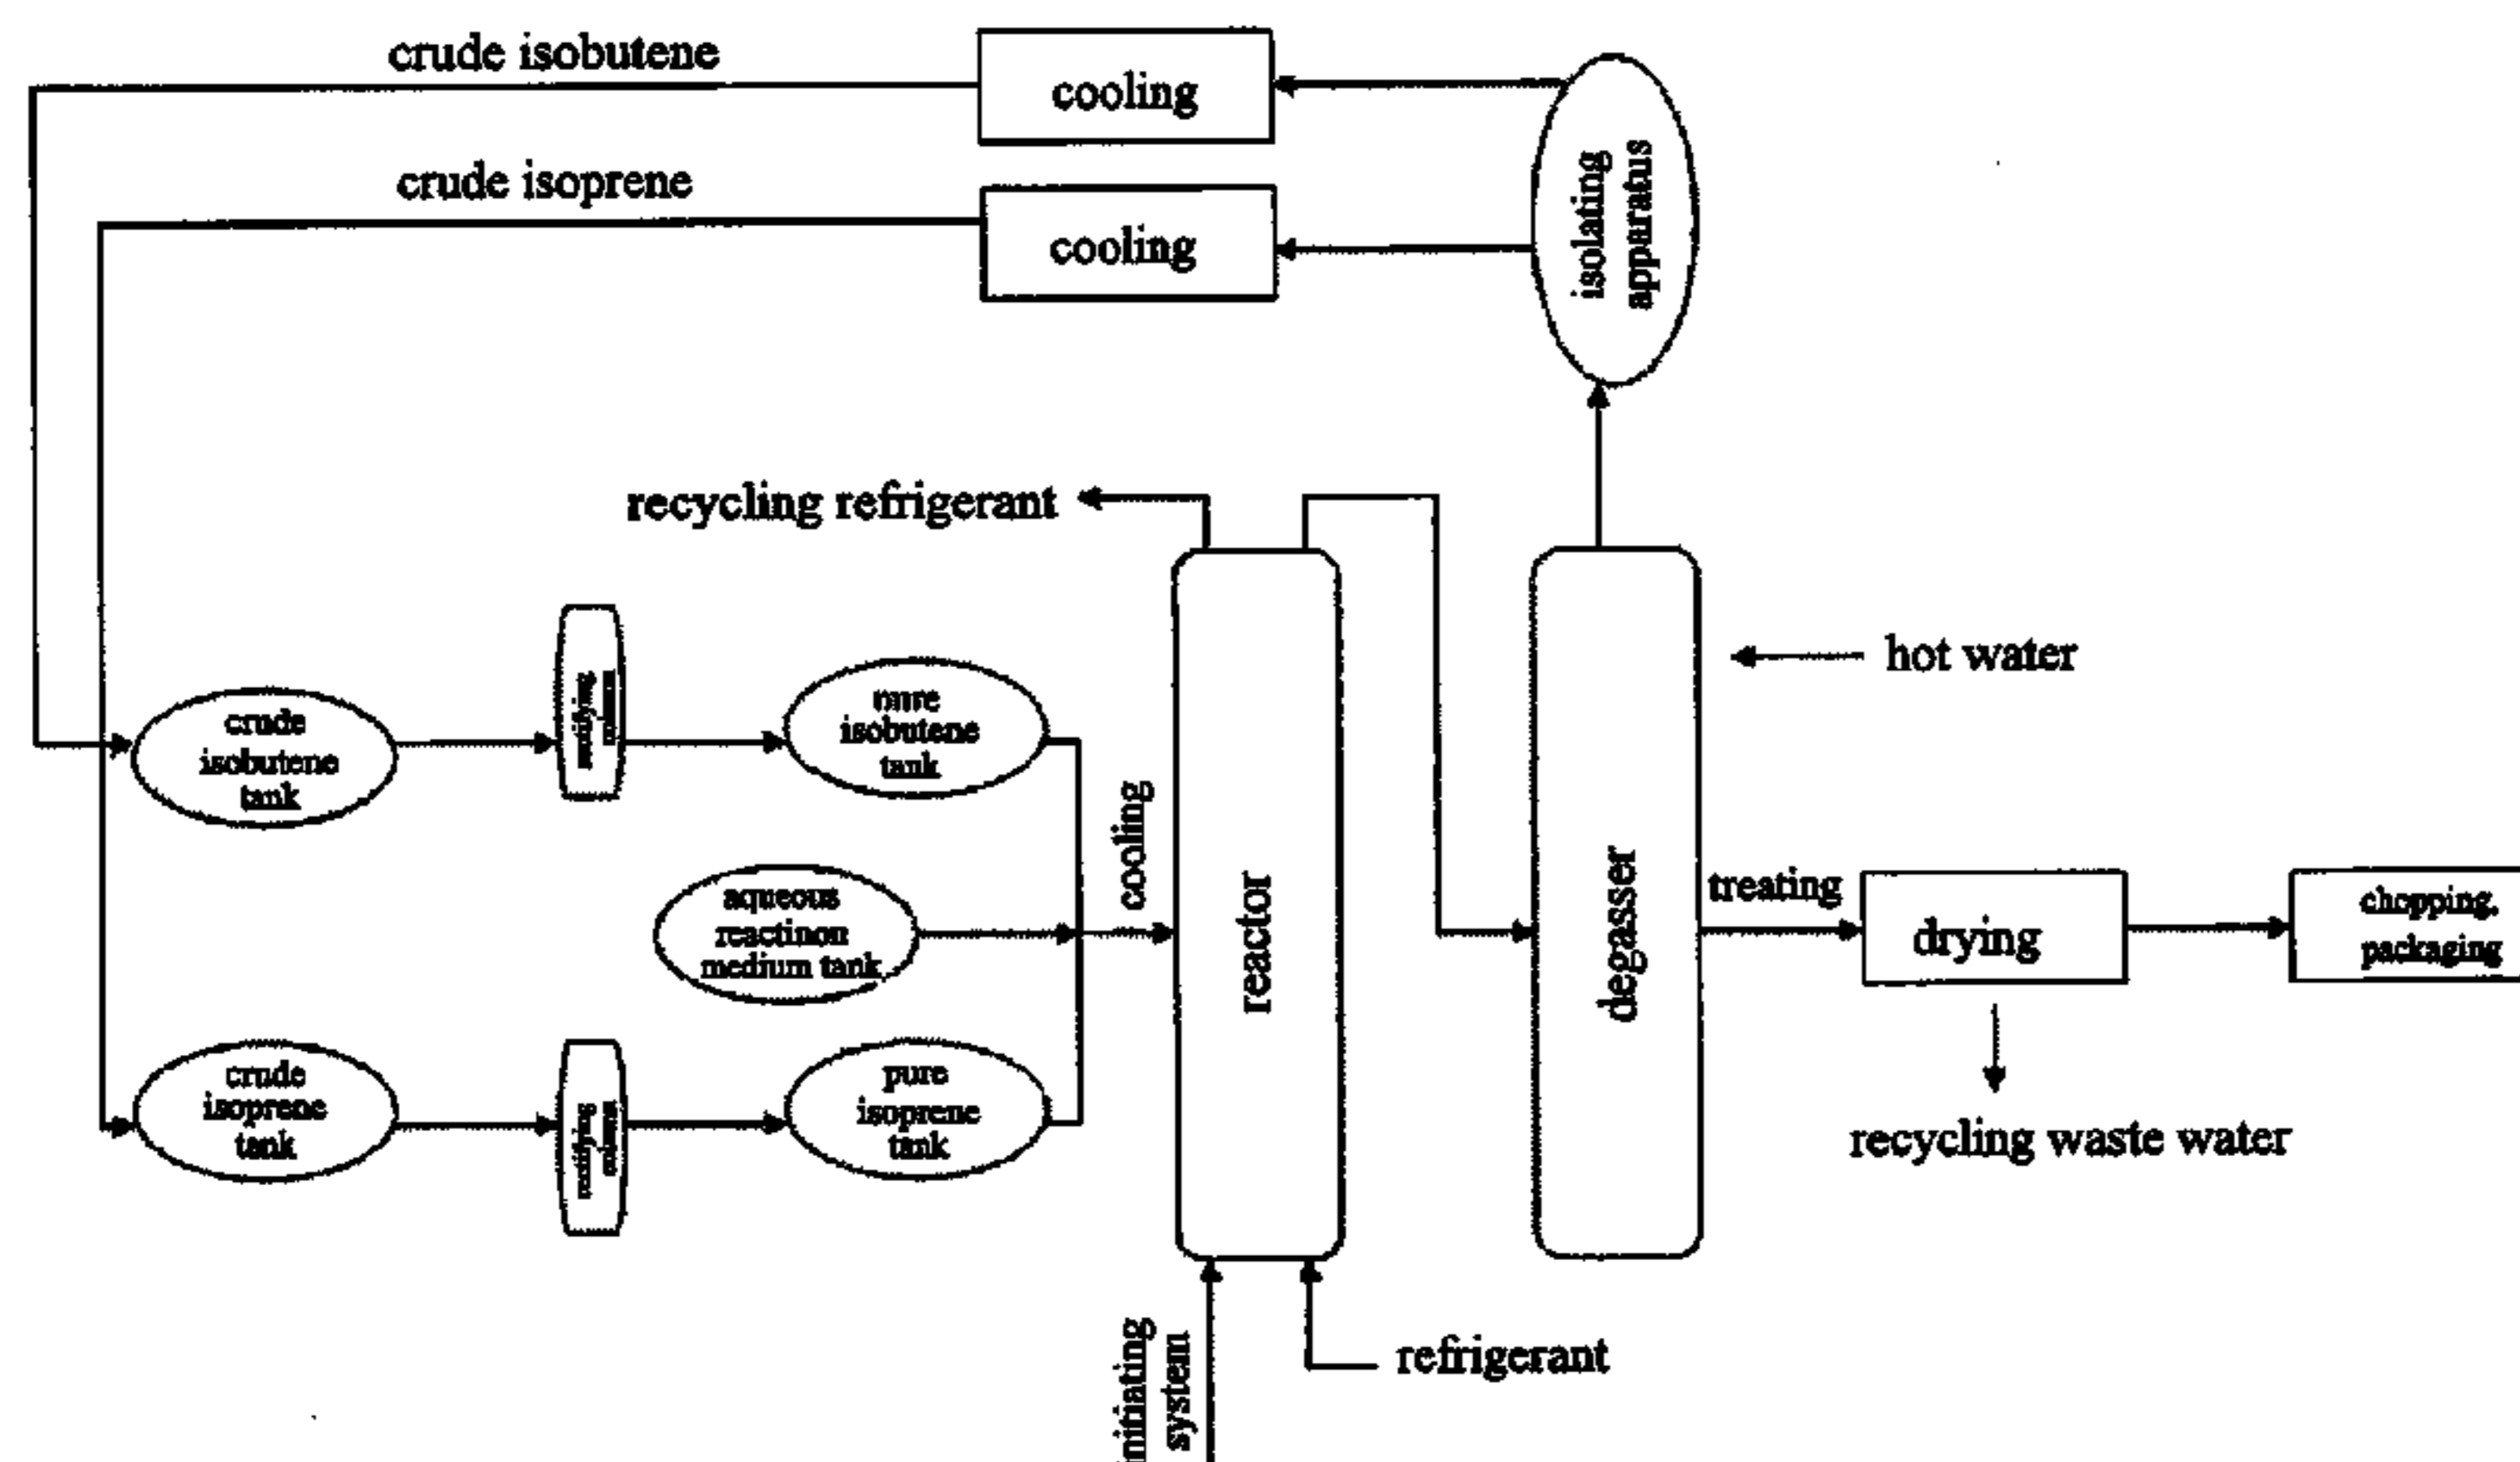 crude isobutene
cooling
crude isoprene
cooling
isolating
apparatus
recycling refrigerant
hot water
crude
isobutene
tank
isobutene
tank
cooling
aqueous
reactinon
medium tank
reactor
degasser
treating
drying
chopping,
packaging
crude
isoprene
tank
pure
isoprene
tank
recycling waste water
refrigerant
system